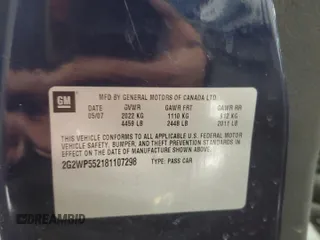 GM
MFD BY GENERAL MOTORS OF CANADA LTD.
DATE GVWR GAWR FRT GAWR RR
05/07 2022 KG 1110 KG 912 KG
4459 LB 2448 LB 2011 LB
THIS VEHICLE CONFORMS TO ALL APPLICABLE U.S. FEDERAL MOTOR
VEHICLE SAFETY, BUMPER, AND THEFT PREVENTION STANDARDS
IN EFFECT ON THE DATE OF MANUFACTURE SHOWN ABOVE.
2G2WP552181107298 TYPE: PASS CAR
DREAMBID